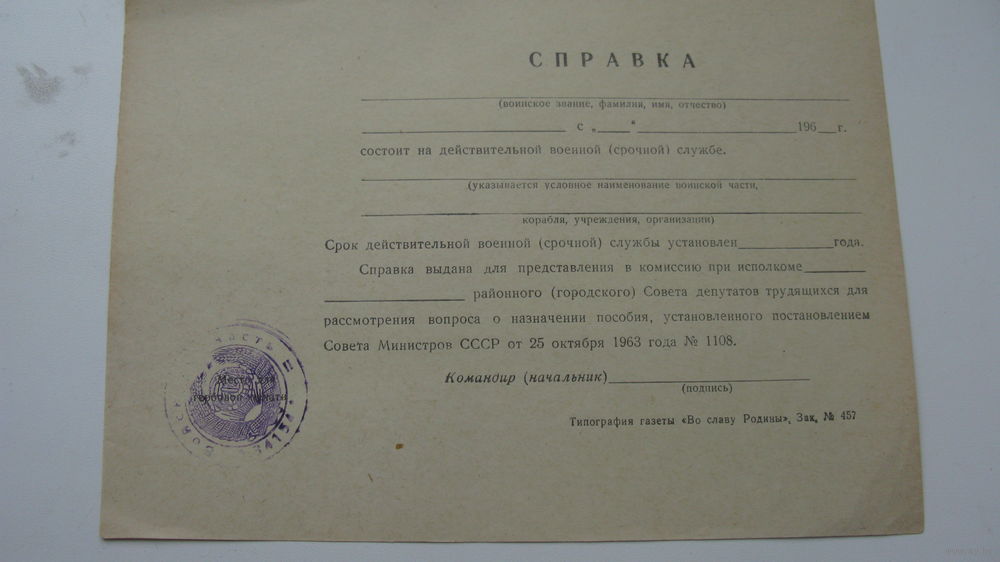 СПРАВКА
(воинское звание, фамилия, имя, отчество)
с „ “ 196 г.
состоит на действительной военной (срочной) службе.
(указывается условное наименование воинской части,
корабля, учреждения, организации)
Срок действительной военной (срочной) службы установлен года.
Справка выдана для представления в комиссию при исполкоме
районного (городского) Совета депутатов трудящихся для
рассмотрения вопроса о назначении пособия, установленного постановлением
Совета Министров СССР от 25 октября 1963 года № 1108.
Командир (начальник)
(подпись)
Место для
гербовой печати
Типография газеты «Во славу Родины», Зак. № 457